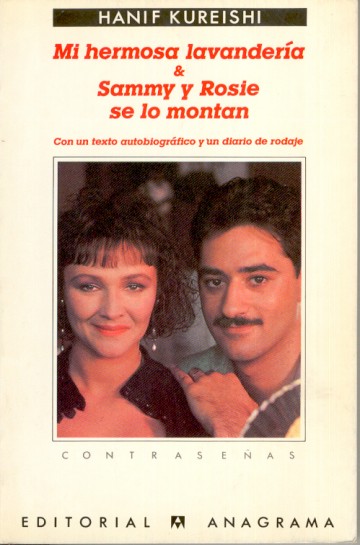 HANIF KUREISHI
Mi hermosa lavandería
&
Sammy y Rosie
se lo montan
Con un texto autobiográfico y un diario de rodaje
CONTRASEÑAS
EDITORIAL A ANAGRAMA